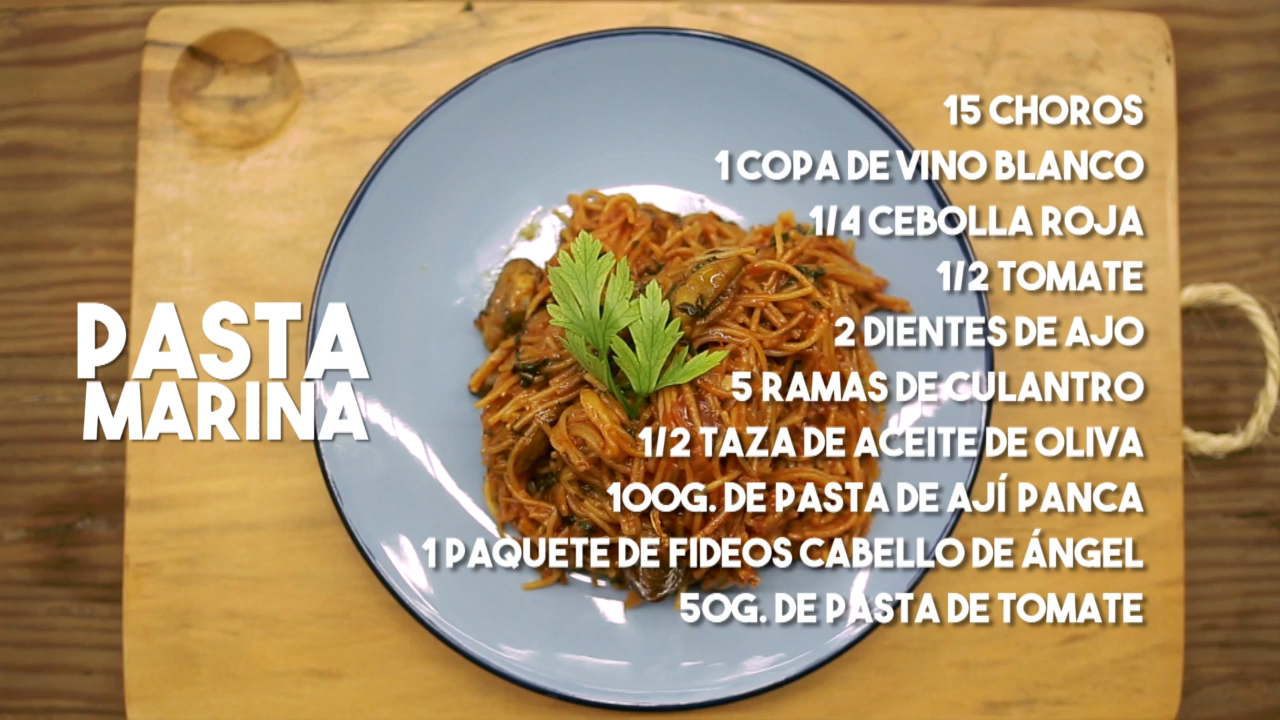 PASTA
MARINA
15 CHOROS
1 COPA DE VINO BLANCO
1/4 CEBOLLA ROJA
1/2 TOMATE
2 DIENTES DE AJO
5 RAMAS DE CULANTRO
1/2 TAZA DE ACEITE DE OLIVA
100G. DE PASTA DE AJÍ PANCA
1 PAQUETE DE FIDEOS CABELLO DE ÁNGEL
50G. DE PASTA DE TOMATE